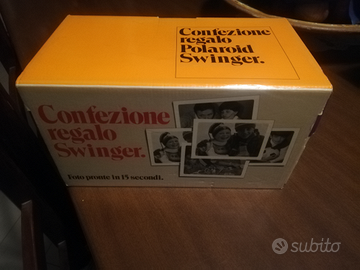 Confezione
regalo
Polaroid
Swinger.
Confezione
regalo
Swinger.
Foto pronte in 15 secondi.
subito